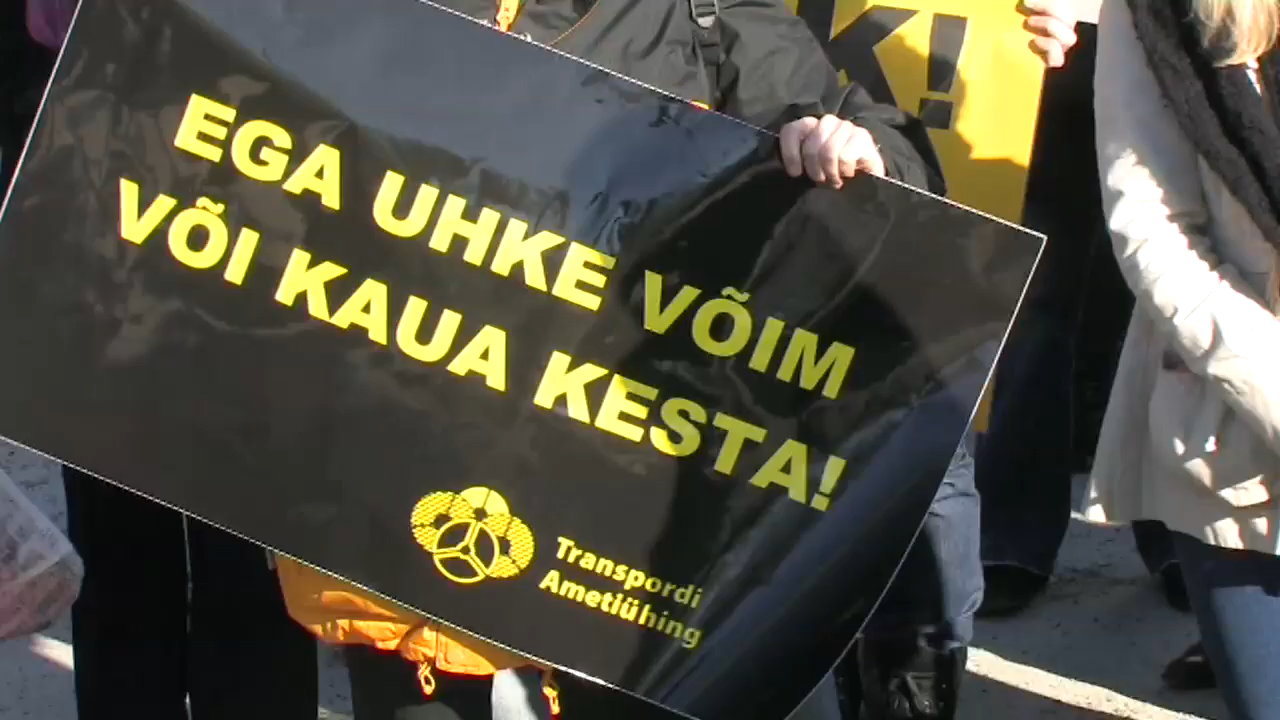 EGA UHKE VÕIM
VÕI KAUA KESTA!
Transpordi
Ametiühing
K!